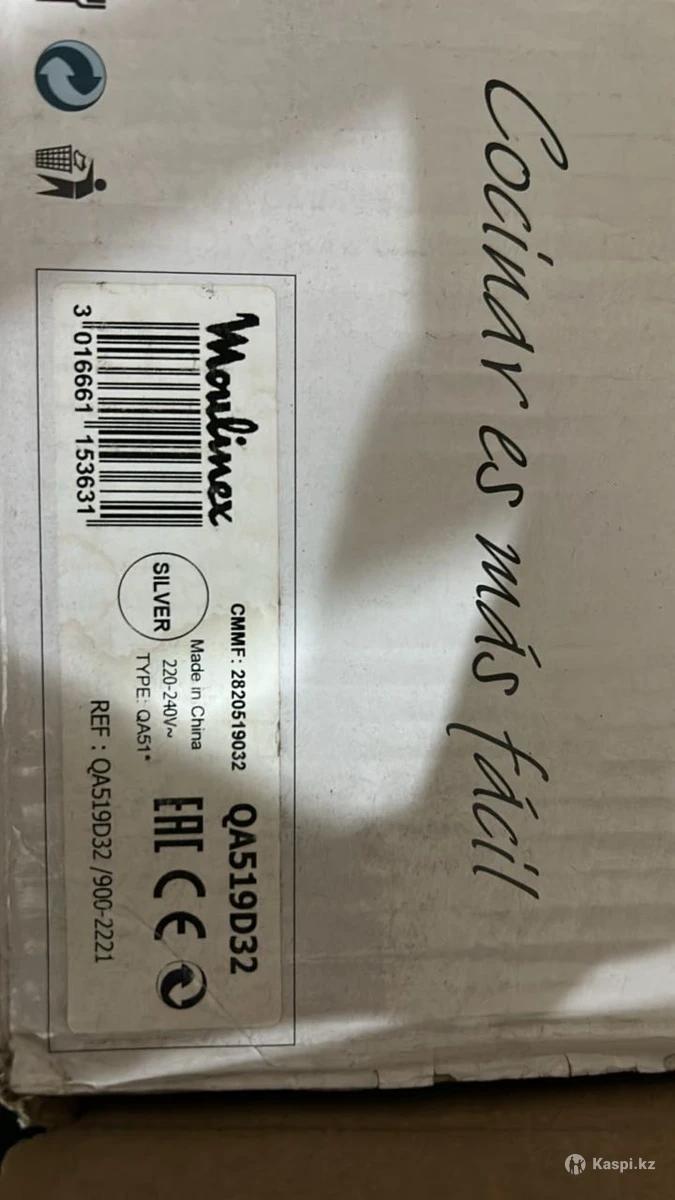 Cocinar es más fácil
Moulinex
3 016661 153631
SILVER
CMMF: 2820519032
Made in China
220-240V~
TYPE: QA51*
QA519D32
EAC CE
REF : QA519D32 /900-2221
Kaspi.kz